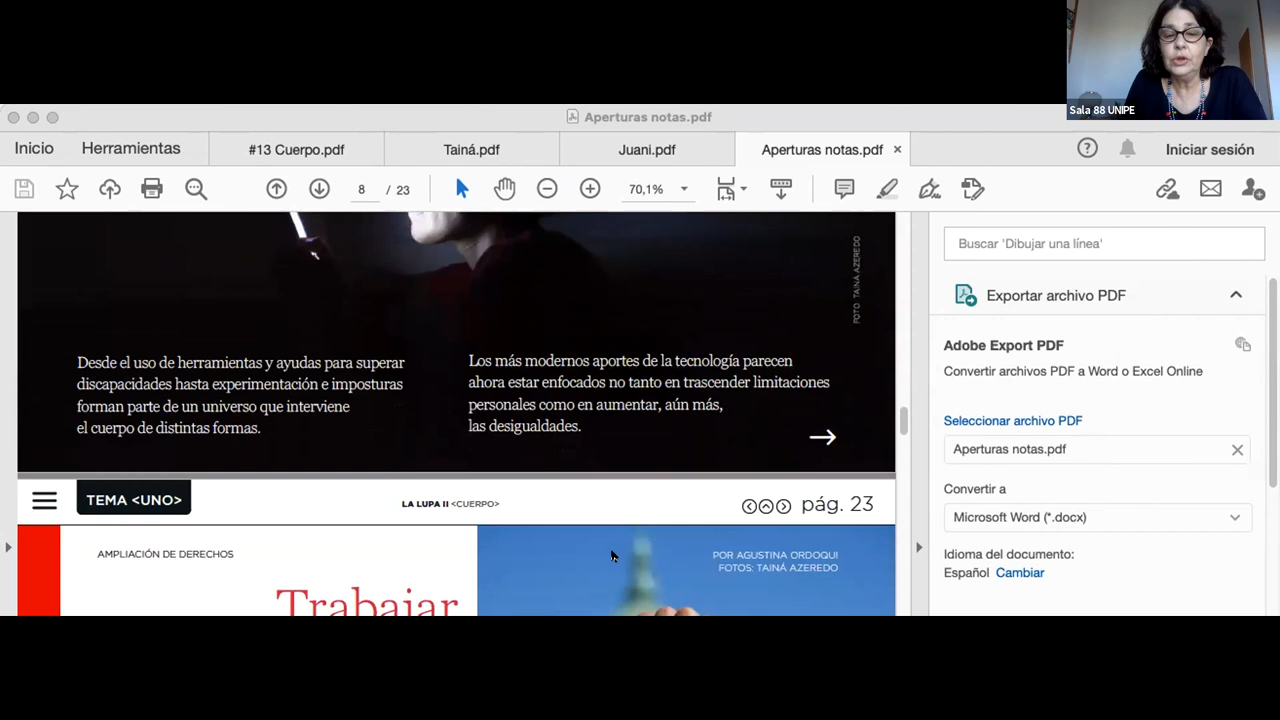 Sala 88 UNIPE
Aperturas notas.pdf
Inicio
Herramientas
#13 Cuerpo.pdf
Tainá.pdf
Juani.pdf
Aperturas notas.pdf
Iniciar sesión
8 / 23
70,1%
Buscar 'Dibujar una línea'
Exportar archivo PDF
Adobe Export PDF
Convertir archivos PDF a Word o Excel Online
Seleccionar archivo PDF
Aperturas notas.pdf
Convertir a
Microsoft Word (*.docx)
Idioma del documento:
Español Cambiar
FOTO TAINÁ AZEREDO
Desde el uso de herramientas y ayudas para superar
discapacidades hasta experimentación e imposturas
forman parte de un universo que interviene
el cuerpo de distintas formas.
Los más modernos aportes de la tecnología parecen
ahora estar enfocados no tanto en trascender limitaciones
personales como en aumentar, aún más,
las desigualdades.
TEMA <UNO>
LA LUPA II <CUERPO>
pág. 23
AMPLIACIÓN DE DERECHOS
Trabajar
POR AGUSTINA ORDOQUI
FOTOS: TAINÁ AZEREDO